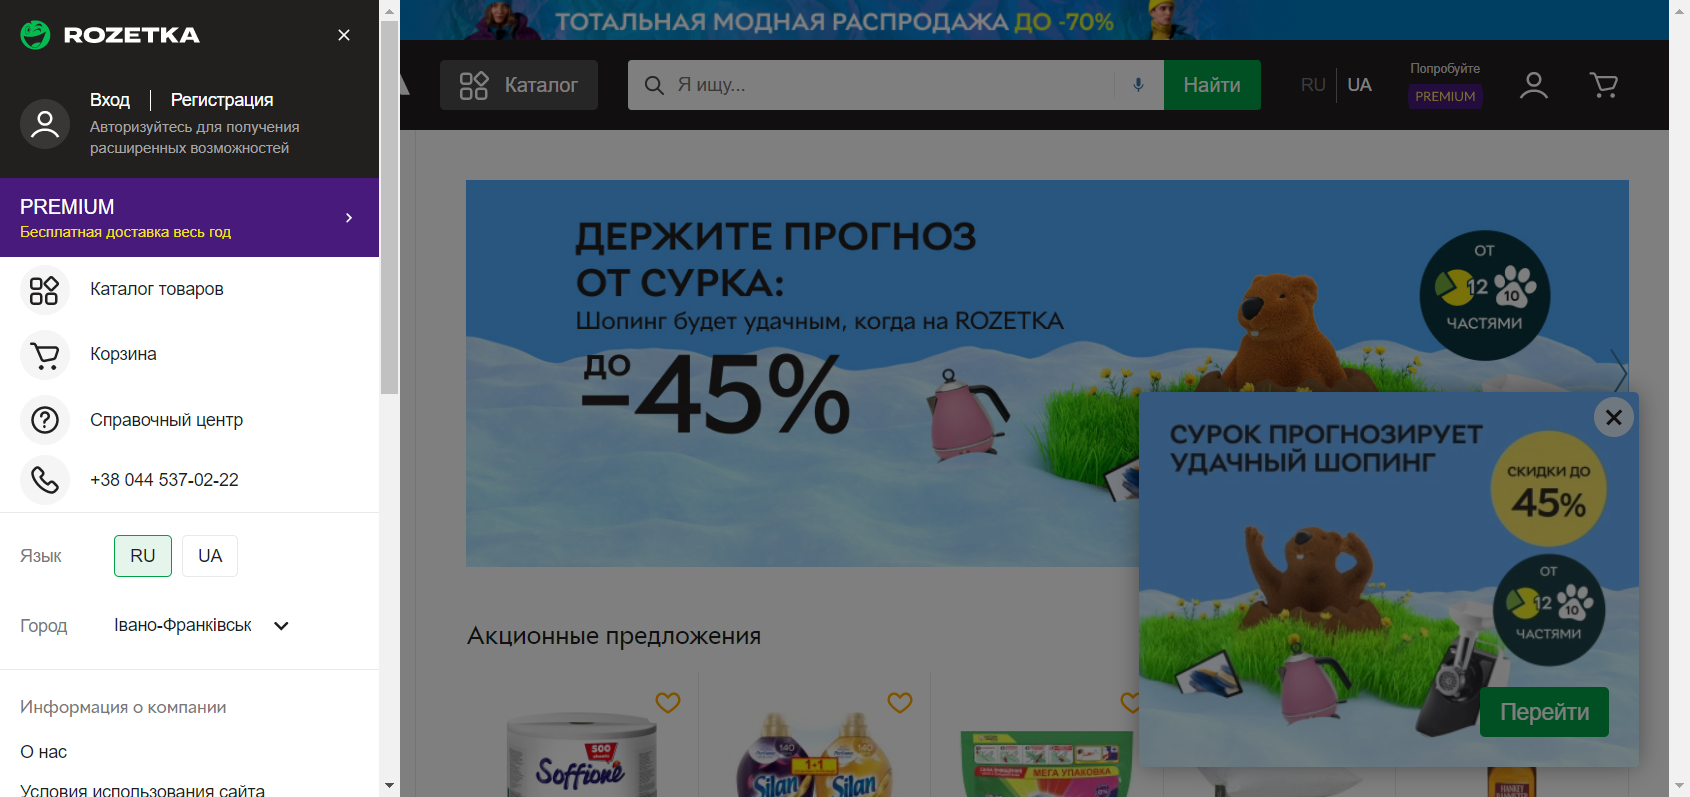 ROZETKA
Вход
Регистрация
Авторизуйтесь для получения
расширенных возможностей
PREMIUM
Бесплатная доставка весь год
Каталог товаров
Корзина
Справочный центр
+38 044 537-02-22
Язык
RU
UA
Город
Івано-Франківськ
Информация о компании
О нас
Условия использования сайта
ТОТАЛЬНАЯ МОДНАЯ РАСПРОДАЖА ДО -70%
A
Каталог
Я ищу...
Найти
RU
UA
Попробуйте
PREMIUM
ДЕРЖИТЕ ПРОГНОЗ
ОТ СУРКА:
Шопинг будет удачным, когда на ROZETKA
ДО
–45%
ОТ
12
10
ЧАСТЯМИ
СУРОК ПРОГНОЗИРУЕТ
УДАЧНЫЙ ШОПИНГ
СКИДКИ ДО
45%
ОТ
12
10
ЧАСТЯМИ
Перейти
Акционные предложения
500
Soffione
140
140
1+1
Silan
Silan
МЕГА УПАКОВКА
HANKEY
BANNISTER